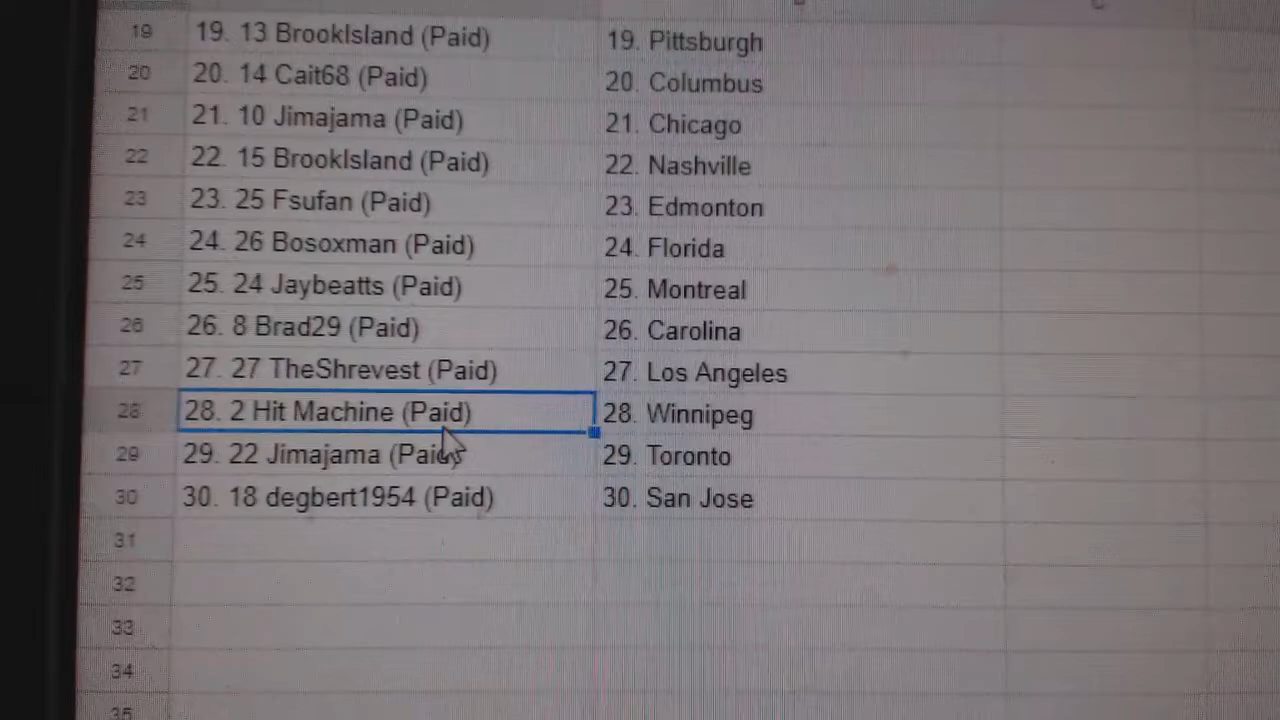 C
19 19. 13 BrookIsland (Paid) 19. Pittsburgh
20 20. 14 Cait68 (Paid) 20. Columbus
21 21. 10 Jimajama (Paid) 21. Chicago
22 22. 15 BrookIsland (Paid) 22. Nashville
23 23. 25 Fsufan (Paid) 23. Edmonton
24 24. 26 Bosoxman (Paid) 24. Florida
25 25. 24 Jaybeatts (Paid) 25. Montreal
26 26. 8 Brad29 (Paid) 26. Carolina
27 27. 27 TheShrevest (Paid) 27. Los Angeles
28 28. 2 Hit Machine (Paid) 28. Winnipeg
29 29. 22 Jimajama (Paid) 29. Toronto
30 30. 18 degbert1954 (Paid) 30. San Jose
31
32
33
34
35